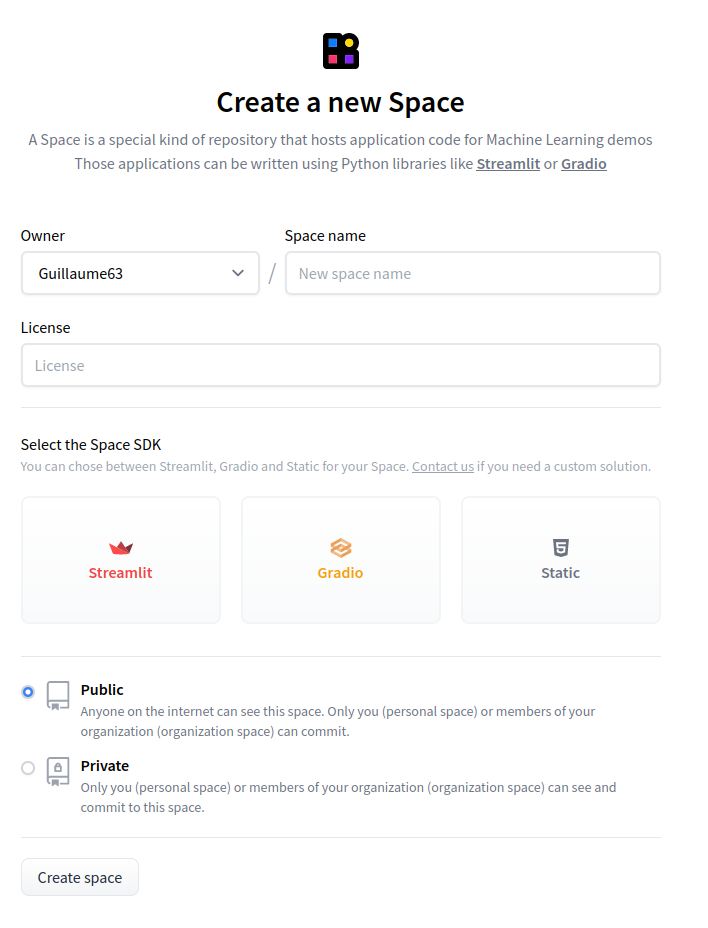 Create a new Space
A Space is a special kind of repository that hosts application code for Machine Learning demos
Those applications can be written using Python libraries like Streamlit or Gradio
Owner
Space name
Guillaume63
/
New space name
License
License
Select the Space SDK
You can chose between Streamlit, Gradio and Static for your Space. Contact us if you need a custom solution.
Streamlit
Gradio
Static
Public
Anyone on the internet can see this space. Only you (personal space) or members of your
organization (organization space) can commit.
Private
Only you (personal space) or members of your organization (organization space) can see and
commit to this space.
Create space